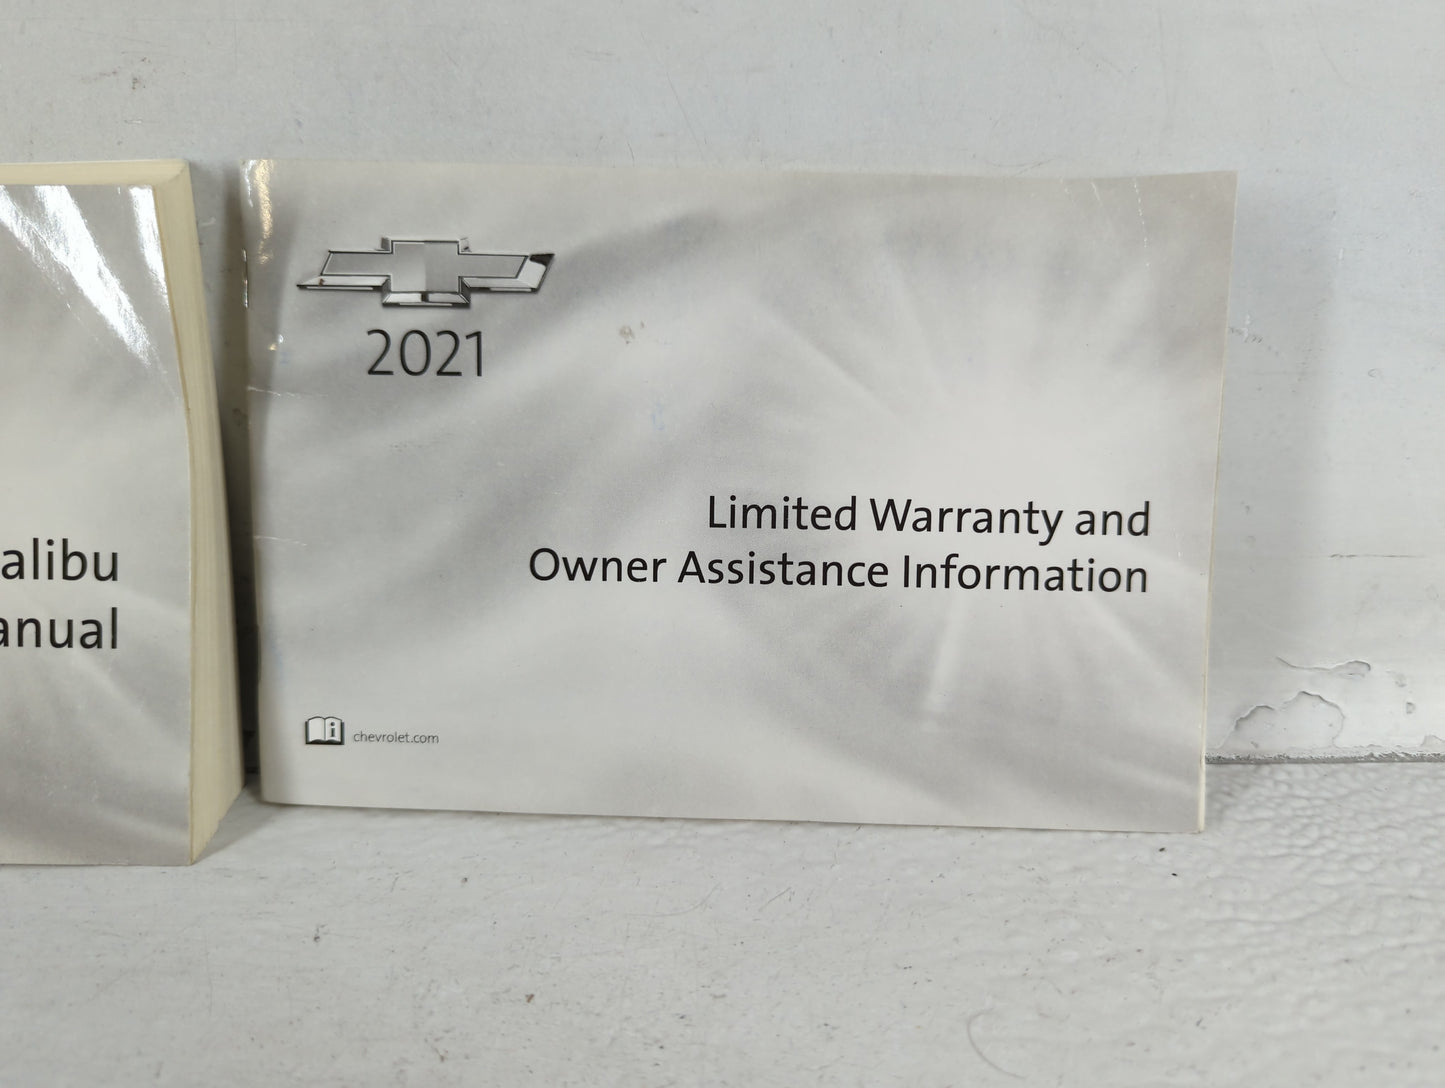 alibu
anual
2021
Limited Warranty and
Owner Assistance Information
i
chevrolet.com